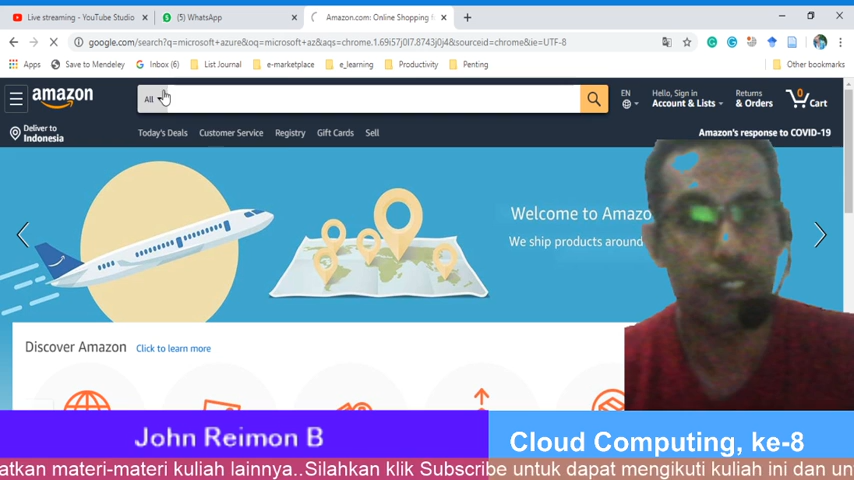 Live streaming - YouTube Studio
(5) WhatsApp
Amazon.com: Online Shopping f
google.com/search?q=microsoft+azure&oq=microsoft+az&aqs=chrome.1.69i57j0l7.8743j0j4&sourceid=chrome&ie=UTF-8
Apps
Save to Mendeley
Inbox (6)
List Journal
e-marketplace
e_learning
Productivity
Penting
Other bookmarks
amazon
All
EN
Hello, Sign in
Account & Lists
Returns
& Orders
0
Cart
Deliver to
Indonesia
Today's Deals
Customer Service
Registry
Gift Cards
Sell
Amazon's response to COVID-19
Welcome to Amazo
We ship products around
Discover Amazon
Click to learn more
John Reimon B
Cloud Computing, ke-8
atkan materi-materi kuliah lainnya..Silahkan klik Subscribe untuk dapat mengikuti kuliah ini dan un